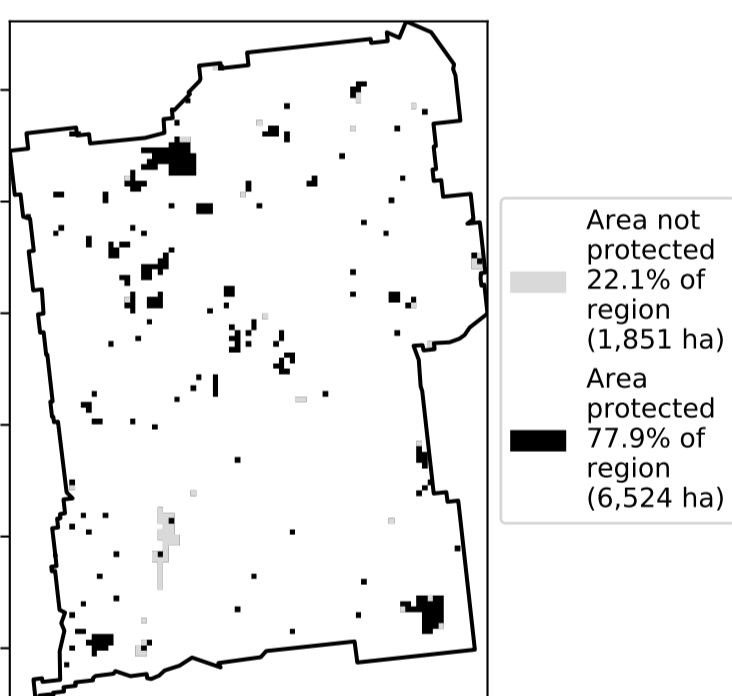 Area not
protected
22.1% of
region
(1,851 ha)
Area
protected
77.9% of
region
(6,524 ha)